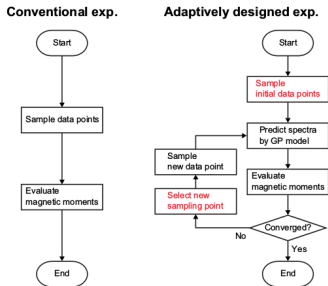 Conventional exp.
Start
Sample data points
Evaluate
magnetic moments
End
Adaptively designed exp.
Start
Sample
initial data points
Predict spectra
by GP model
Sample
new data point
Evaluate
magnetic moments
Select new
sampling point
Converged?
No
Yes
End